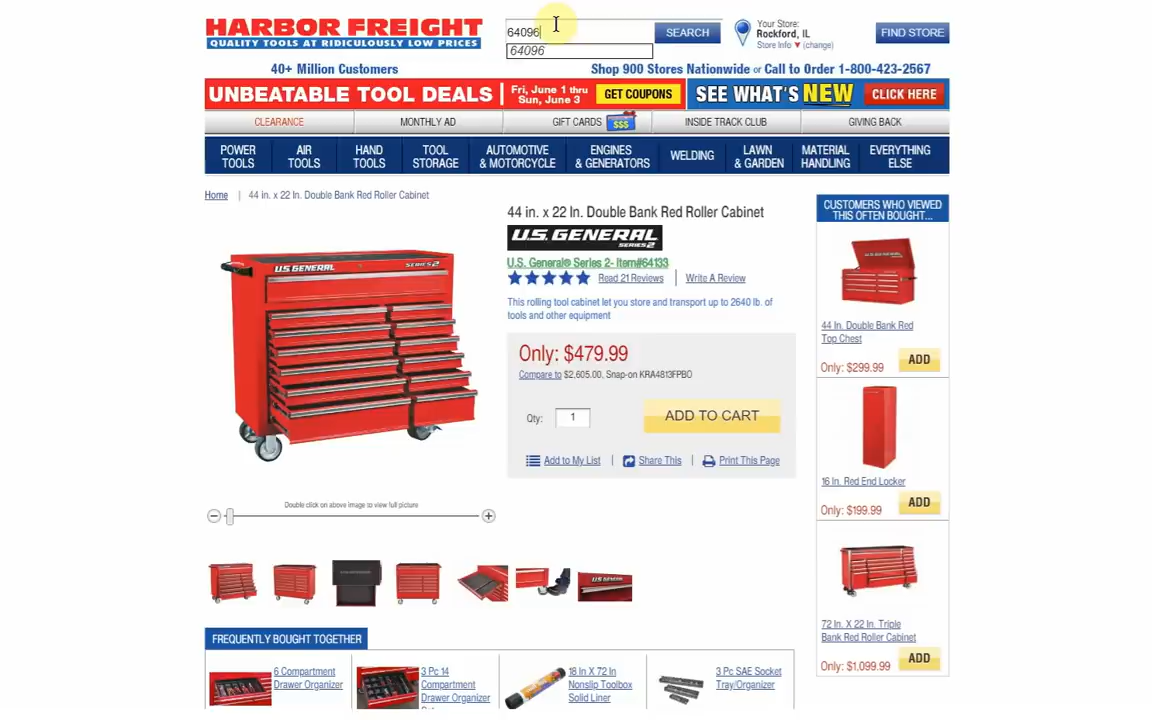 HARBOR FREIGHT
QUALITY TOOLS AT RIDICULOUSLY LOW PRICES
64096
64096
SEARCH
Your Store:
Rockford, IL
Store Info ▼ (change)
FIND STORE
40+ Million Customers
Shop 900 Stores Nationwide or Call to Order 1-800-423-2567
UNBEATABLE TOOL DEALS
Fri, June 1 thru
Sun, June 3
GET COUPONS
SEE WHAT'S NEW
CLICK HERE
CLEARANCE
MONTHLY AD
GIFT CARDS
$$$
INSIDE TRACK CLUB
GIVING BACK
POWER
TOOLS
AIR
TOOLS
HAND
TOOLS
TOOL
STORAGE
AUTOMOTIVE
& MOTORCYCLE
ENGINES
& GENERATORS
WELDING
LAWN
& GARDEN
MATERIAL
HANDLING
EVERYTHING
ELSE
Home | 44 in. x 22 In. Double Bank Red Roller Cabinet
U.S. GENERAL
SERIES 2
Double click on above image to view full picture
44 in. x 22 In. Double Bank Red Roller Cabinet
U.S. GENERAL
SERIES 2
U.S. General® Series 2- Item#64133
Read 21 Reviews | Write A Review
This rolling tool cabinet let you store and transport up to 2640 lb. of
tools and other equipment
Only: $479.99
Compare to $2,605.00, Snap-on KRA4813FPBO
Qty: 1
ADD TO CART
Add to My List | Share This | Print This Page
CUSTOMERS WHO VIEWED
THIS OFTEN BOUGHT...
44 In. Double Bank Red
Top Chest
Only: $299.99
ADD
16 In. Red End Locker
Only: $199.99
ADD
72 In. X 22 In. Triple
Bank Red Roller Cabinet
Only: $1,099.99
ADD
U.S. GENERAL
FREQUENTLY BOUGHT TOGETHER
6 Compartment
Drawer Organizer
3 Pc 14
Compartment
Drawer Organizer
18 In X 72 In
Nonslip Toolbox
Solid Liner
3 Pc SAE Socket
Tray/Organizer